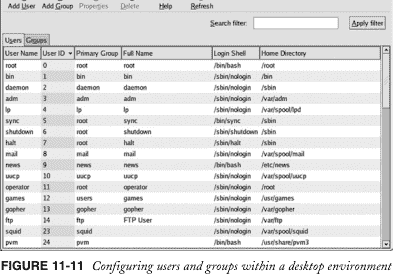 Add User Add Group Properties Delete Help Refresh
Search filter: Apply filter
Users Groups
User Name User ID Primary Group Full Name Login Shell Home Directory
root 0 root root /bin/bash /root
bin 1 bin bin /sbin/nologin /bin
daemon 2 daemon daemon /sbin/nologin /sbin
adm 3 adm adm /sbin/nologin /var/adm
lp 4 lp lp /sbin/nologin /var/spool/lpd
sync 5 root sync /bin/sync /sbin
shutdown 6 root shutdown /sbin/shutdown /sbin
halt 7 root halt /sbin/halt /sbin
mail 8 mail mail /sbin/nologin /var/spool/mail
news 9 news news /bin/bash /etc/news
uucp 10 uucp uucp /sbin/nologin /var/spool/uucp
operator 11 root operator /sbin/nologin /root
games 12 users games /sbin/nologin /usr/games
gopher 13 gopher gopher /sbin/nologin /var/gopher
ftp 14 ftp FTP User /sbin/nologin /var/ftp
squid 23 squid /sbin/nologin /var/spool/squid
pvm 24 pvm /bin/bash /usr/share/pvm3
FIGURE 11-11 Configuring users and groups within a desktop environment